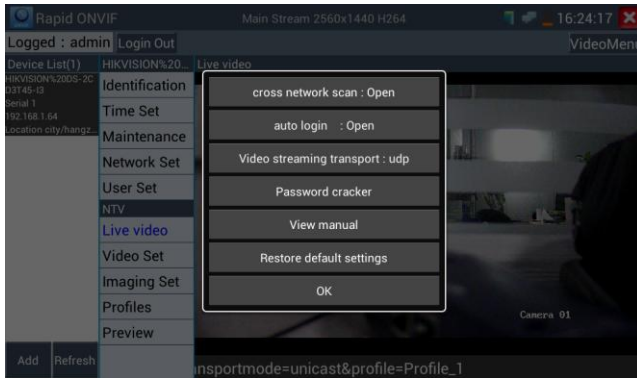 Rapid ONVIF
Main Stream 2560x1440 H264
16:24:17
Logged : admin
Login Out
VideoMenu
Device List(1)
HIKVISION%20...
Live video
HIKVISION%20DS-2C
D3T45-I3
Serial 1
192.168.1.64
Location city/hangz...
Identification
Time Set
Maintenance
Network Set
User Set
NTV
Live video
Video Set
Imaging Set
Profiles
Preview
cross network scan : Open
auto login : Open
Video streaming transport : udp
Password cracker
View manual
Restore default settings
OK
Camera 01
Add
Refresh
nsportmode=unicast&profile=Profile_1